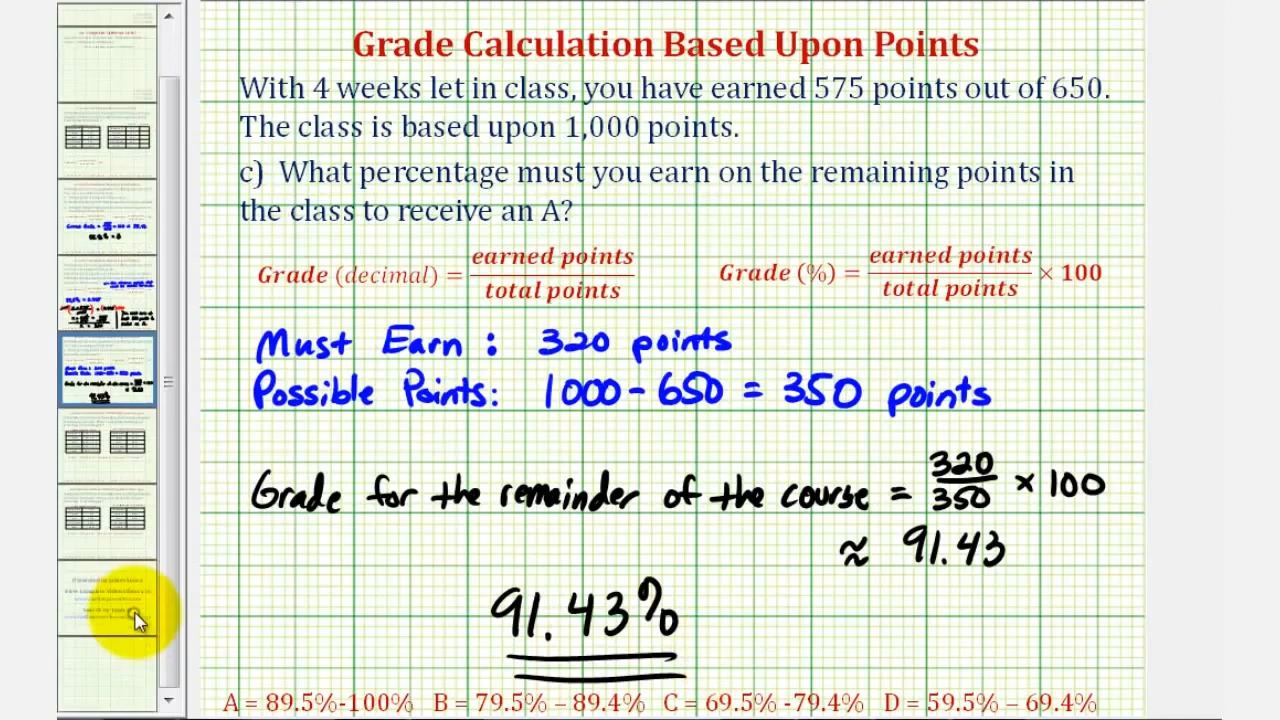 Grade Calculation Based Upon Points
With 4 weeks let in class, you have earned 575 points out of 650.
The class is based upon 1,000 points.
c) What percentage must you earn on the remaining points in
the class to receive an A?
Grade (decimal) = earned points / total points
Grade (%) = earned points / total points × 100
Must Earn : 320 points
Possible Points: 1000 - 650 = 350 points
Grade for the remainder of the course = 320/350 × 100
≈ 91.43
91.43%
A = 89.5%-100% B = 79.5% – 89.4% C = 69.5% -79.4% D = 59.5% – 69.4%